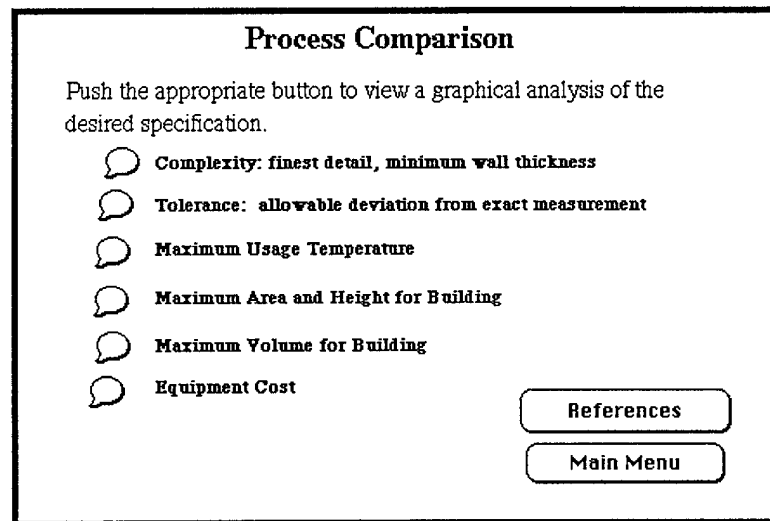 Process Comparison
Push the appropriate button to view a graphical analysis of the
desired specification.
Complexity: finest detail, minimum wall thickness
Tolerance: allowable deviation from exact measurement
Maximum Usage Temperature
Maximum Area and Height for Building
Maximum Volume for Building
Equipment Cost
References
Main Menu